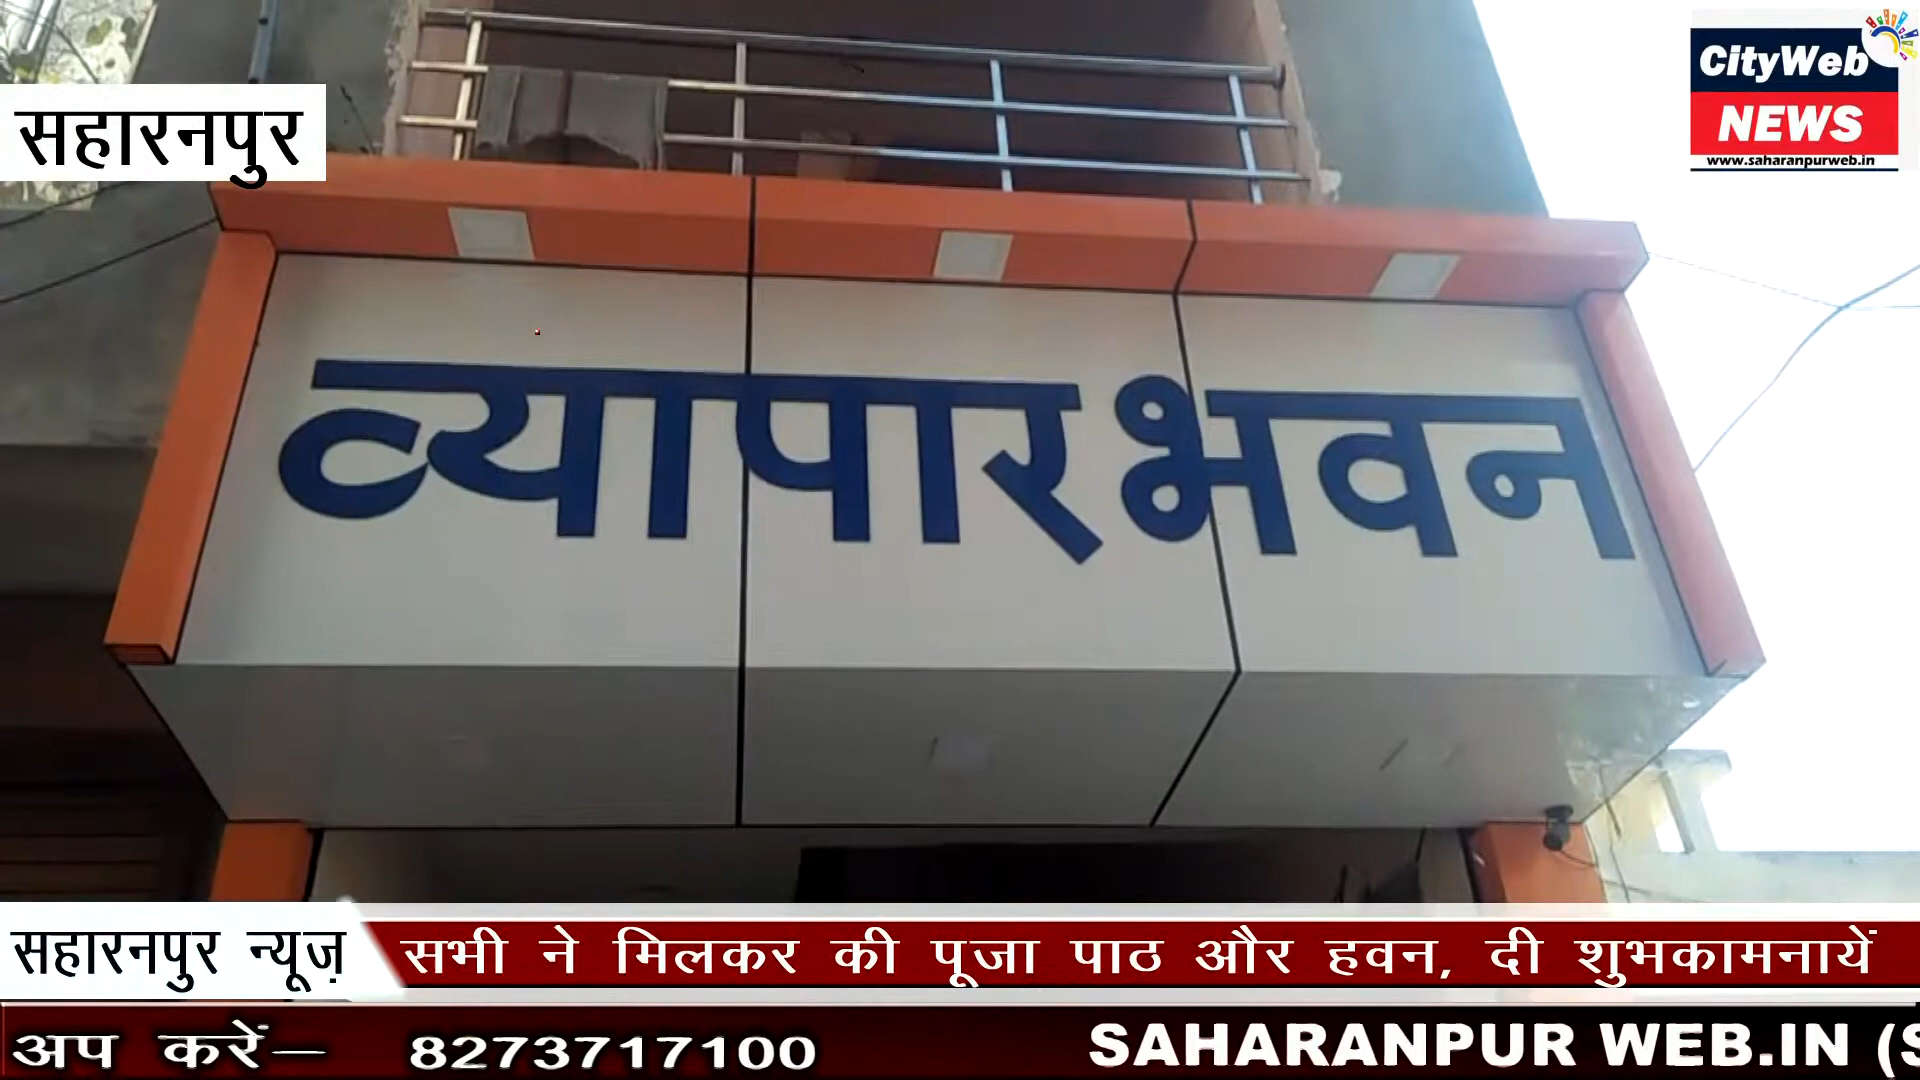 CityWeb
NEWS
www.saharanpurweb.in
सहारनपुर
व्यापार भवन
सहारनपुर न्यूज़
सभी ने मिलकर की पूजा पाठ और हवन, दी शुभकामनायें
अप करें— 8273717100 SAHARANPUR WEB.IN (S